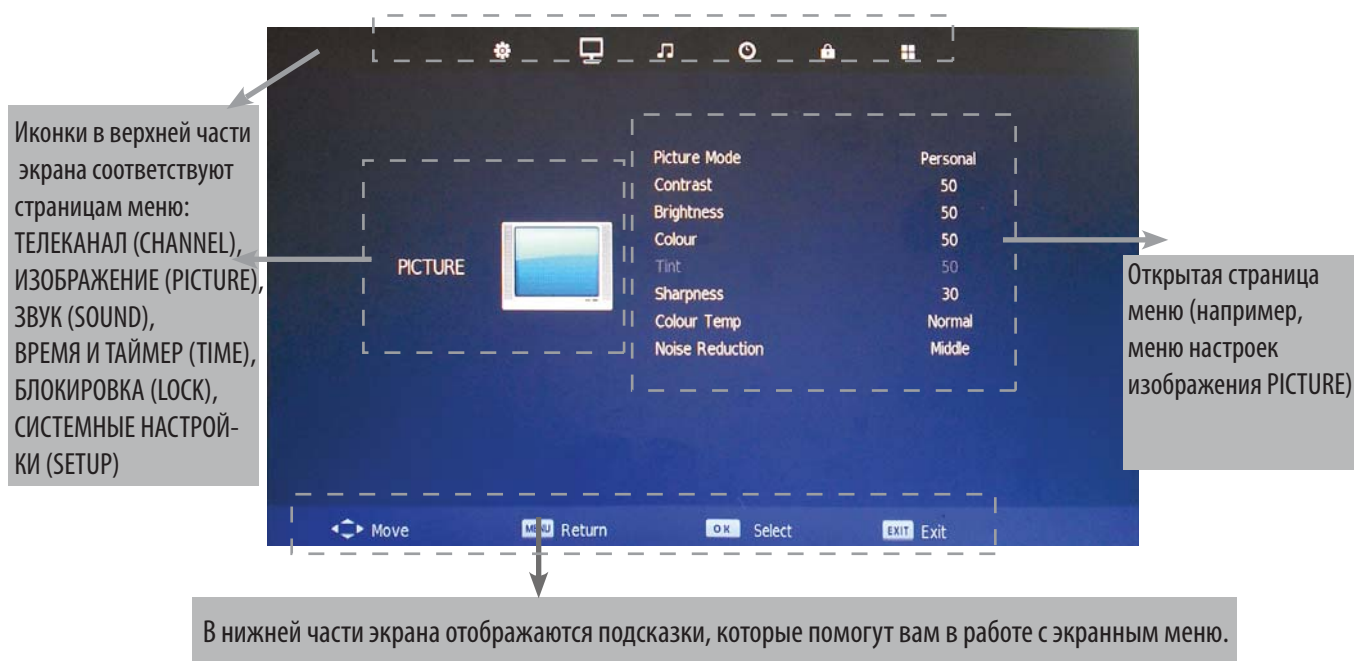 Иконки в верхней части
экрана соответствуют
страницам меню:
ТЕЛЕКАНАЛ (CHANNEL),
ИЗОБРАЖЕНИЕ (PICTURE),
ЗВУК (SOUND),
ВРЕМЯ И ТАЙМЕР (TIME),
БЛОКИРОВКА (LOCK),
СИСТЕМНЫЕ НАСТРОЙ-
КИ (SETUP)
PICTURE
Picture Mode Personal
Contrast 50
Brightness 50
Colour 50
Tint 50
Sharpness 30
Colour Temp Normal
Noise Reduction Middle
Открытая страница
меню (например,
меню настроек
изображения PICTURE)
Move MENU Return OK Select EXIT Exit
В нижней части экрана отображаются подсказки, которые помогут вам в работе с экранным меню.